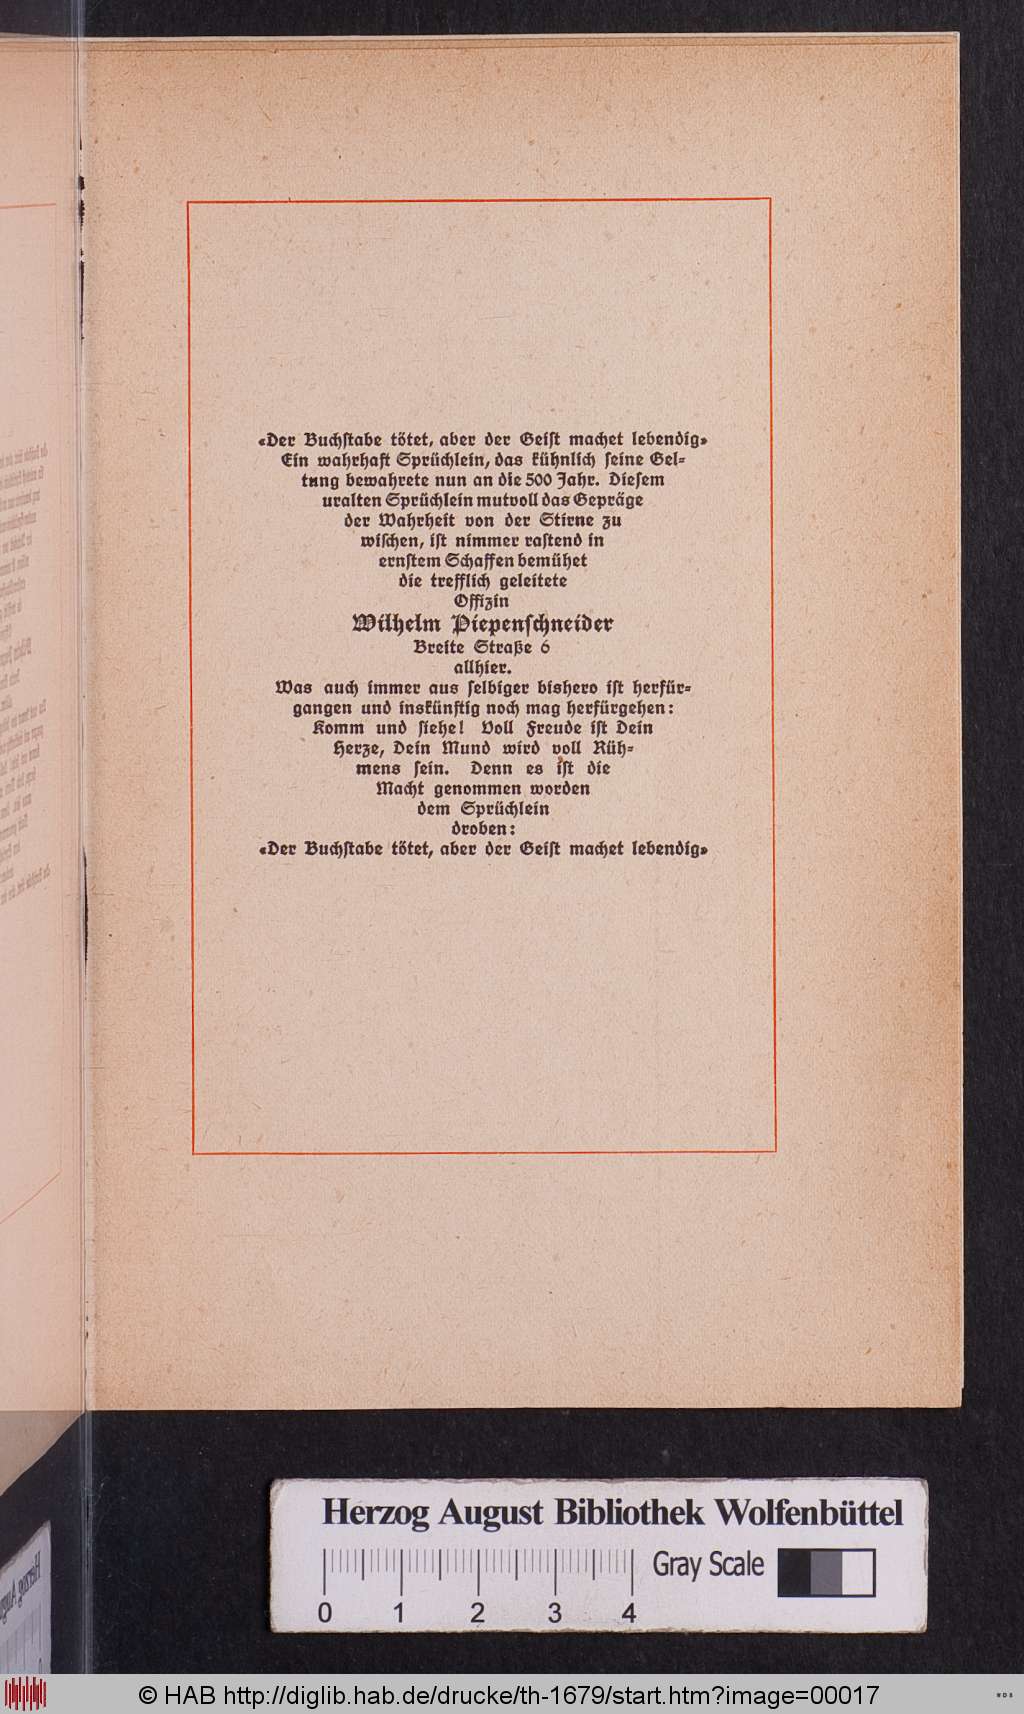 «Der Buchstabe tötet, aber der Geist machet lebendig»
Ein wahrhaft Sprüchlein, das kühnlich seine Gel-
tung bewahrete nun an die 500 Jahr. Diesem
uralten Sprüchlein mutvoll das Gepräge
der Wahrheit von der Stirne zu
wischen, ist nimmer rastend in
ernstem Schaffen bemühet
die trefflich geleitete
Offizin
Wilhelm Piepenschneider
Breite Straße 6
allhier.
Was auch immer aus selbiger bishero ist herfür-
gangen und inskünftig noch mag herfürgehen:
Komm und siehe! Voll Freude ist Dein
Herze, Dein Mund wird voll Rüh-
mens sein. Denn es ist die
Macht genommen worden
dem Sprüchlein
droben:
«Der Buchstabe tötet, aber der Geist machet lebendig»
Herzog August Bibliothek Wolfenbüttel
Gray Scale
0 1 2 3 4
© HAB http://diglib.hab.de/drucke/th-1679/start.htm?image=00017